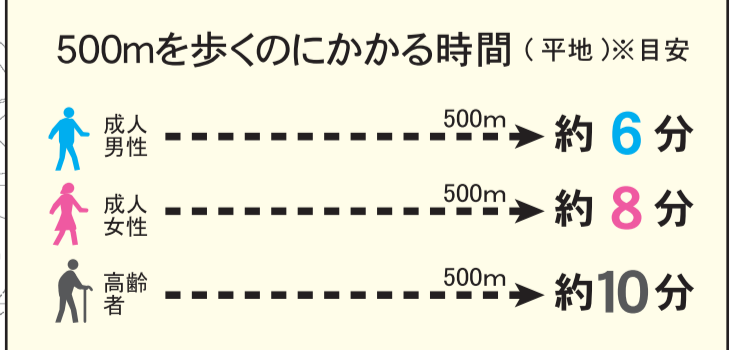 500mを歩くのにかかる時間（平地）※目安
成人
男性
500m
約6分
成人
女性
500m
約8分
高齢
者
500m
約10分